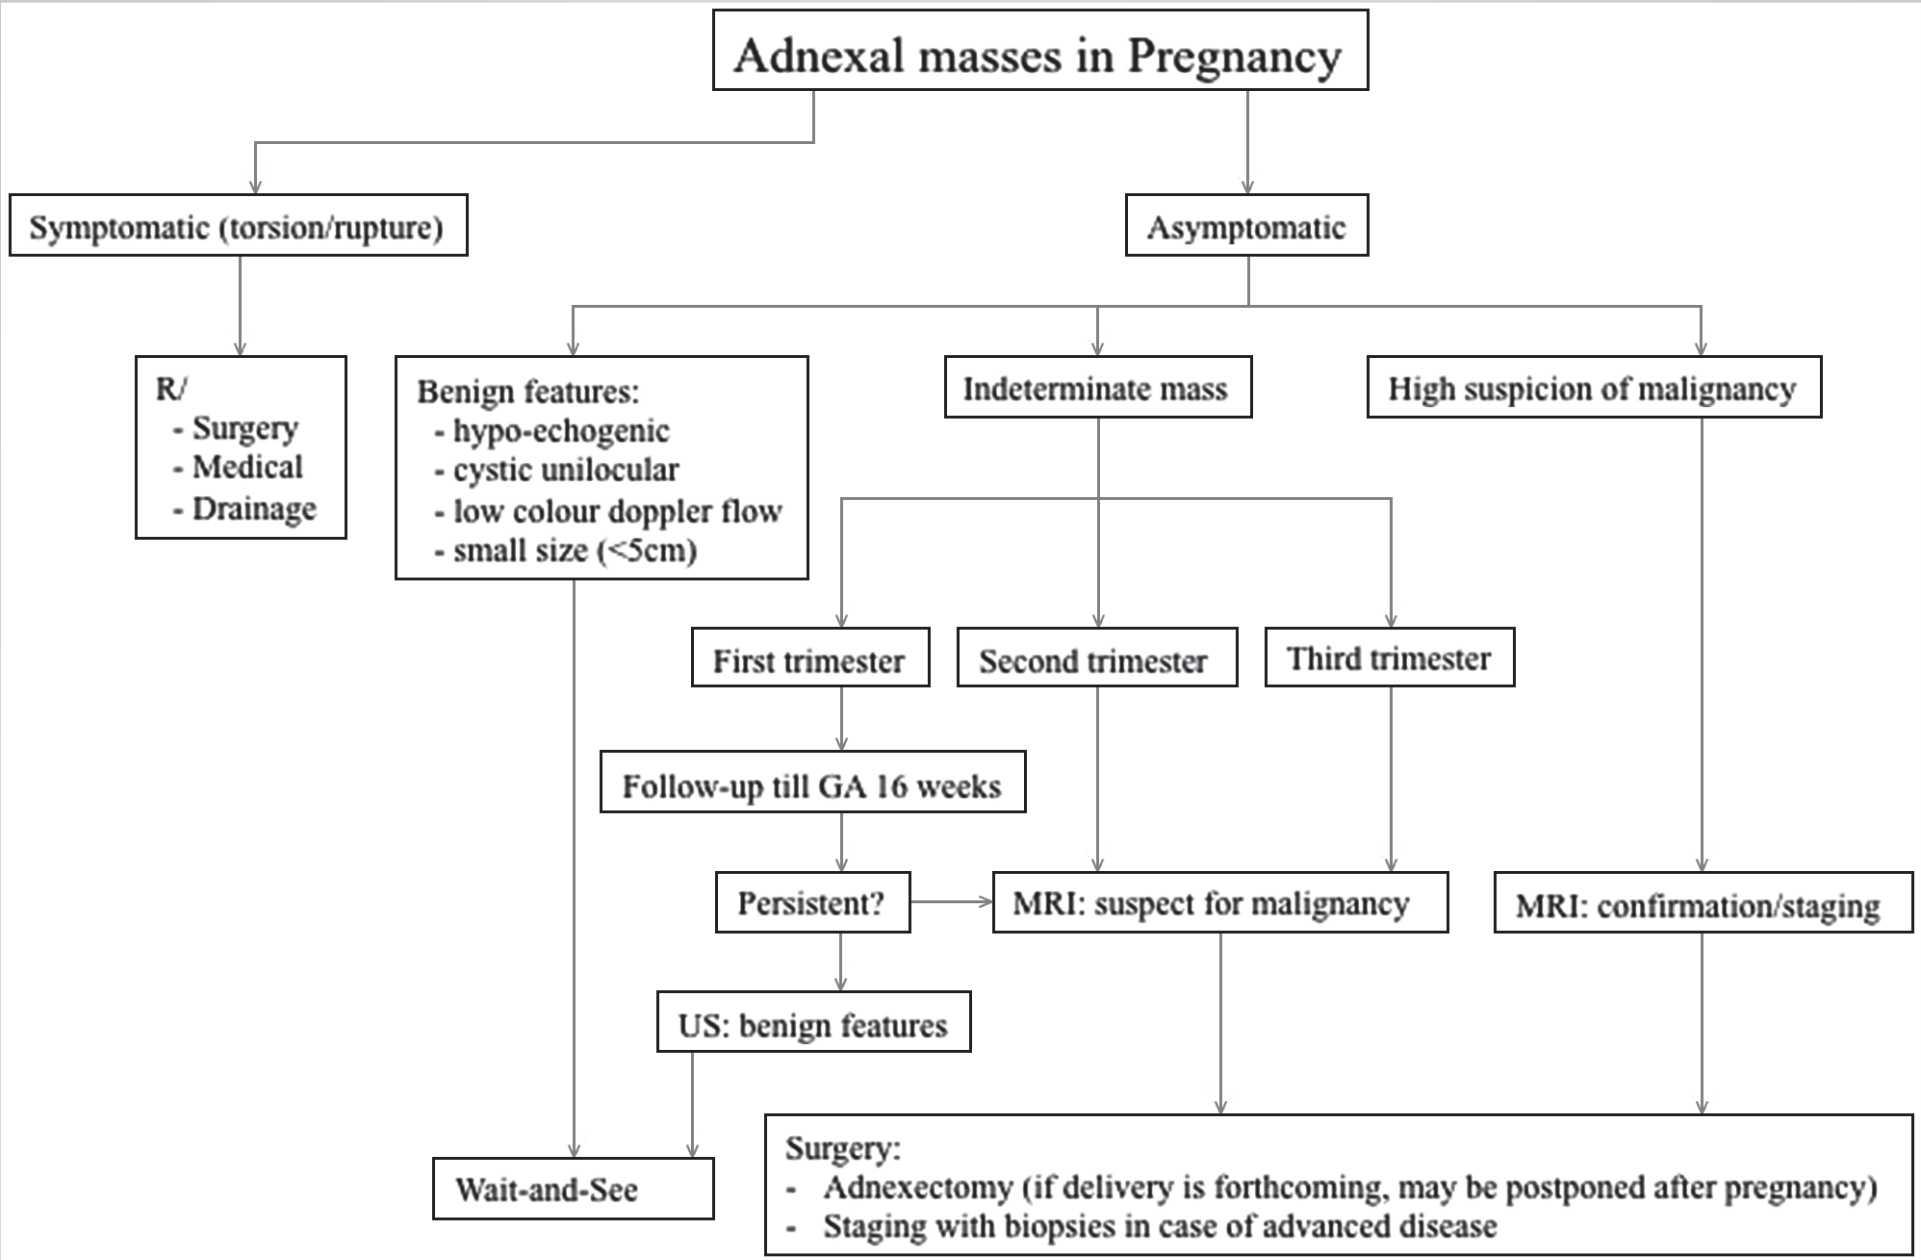 Adnexal masses in Pregnancy
Symptomatic (torsion/rupture)
Asymptomatic
R/
- Surgery
- Medical
- Drainage
Benign features:
- hypo-echogenic
- cystic unilocular
- low colour doppler flow
- small size (<5cm)
Indeterminate mass
High suspicion of malignancy
First trimester
Second trimester
Third trimester
Follow-up till GA 16 weeks
Persistent?
MRI: suspect for malignancy
MRI: confirmation/staging
US: benign features
Wait-and-See
Surgery:
- Adnexectomy (if delivery is forthcoming, may be postponed after pregnancy)
- Staging with biopsies in case of advanced disease